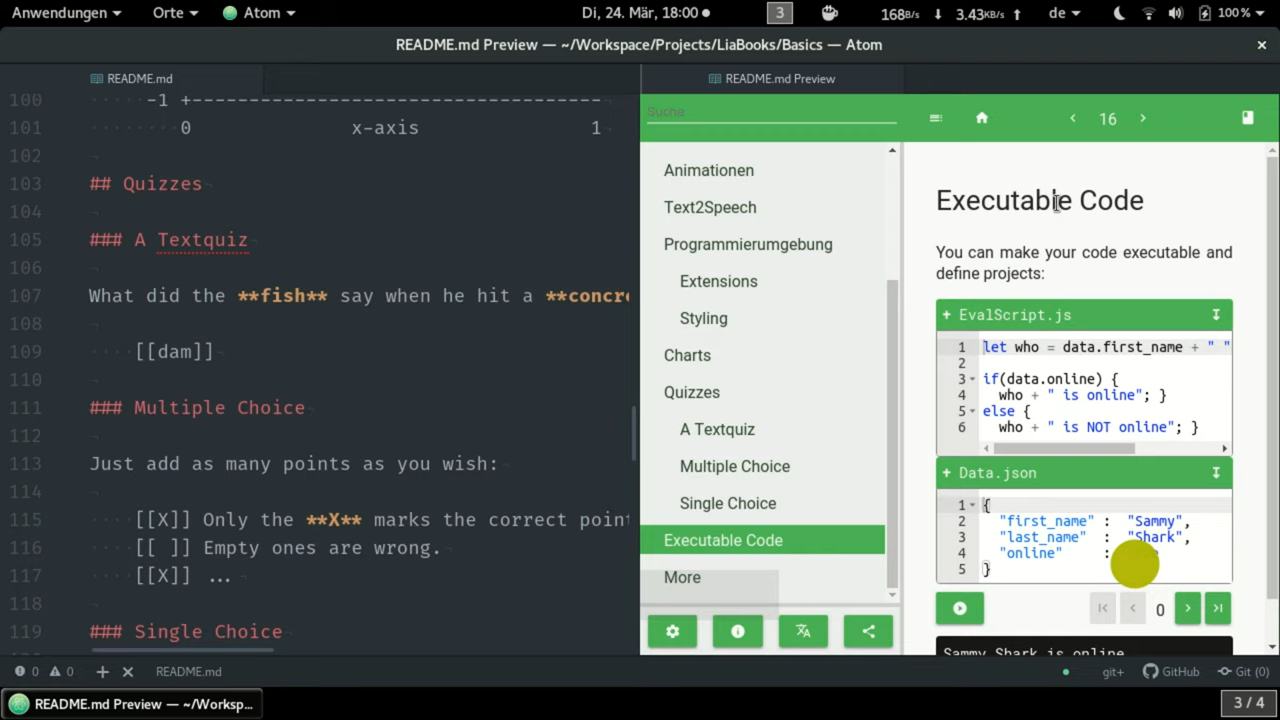 Anwendungen Orte Atom Di, 24. Mär, 18:00 3 168B/s 3.43KB/s de 100%
README.md Preview — ~/Workspace/Projects/LiaBooks/Basics — Atom
README.md
100 -1 +------------------------------------
101 0 x-axis 1
102
103 ## Quizzes
104
105 ### A Textquiz
106
107 What did the **fish** say when he hit a **concre
108
109 [[dam]]
110
111 ### Multiple Choice
112
113 Just add as many points as you wish:
114
115 [[X]] Only the **X** marks the correct point
116 [[ ]] Empty ones are wrong.
117 [[X]] ...
118
119 ### Single Choice
README.md Preview
Suche
16
Animationen
Text2Speech
Programmierumgebung
Extensions
Styling
Charts
Quizzes
A Textquiz
Multiple Choice
Single Choice
Executable Code
More
Executable Code
You can make your code executable and
define projects:
+ EvalScript.js
1 let who = data.first_name + " "
2
3 if(data.online) {
4 who + " is online"; }
5 else {
6 who + " is NOT online"; }
+ Data.json
1 {
2 "first_name" : "Sammy",
3 "last_name" : "Shark",
4 "online" :
5 }
0
Sammy Shark is online
0 0 + × README.md git+ GitHub Git (0)
README.md Preview — ~/Worksp... 3 / 4